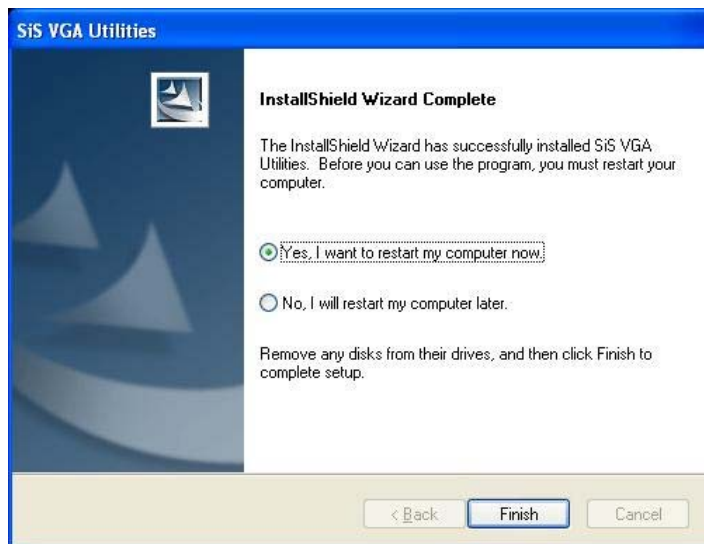 SiS VGA Utilities
InstallShield Wizard Complete
The InstallShield Wizard has successfully installed SiS VGA
Utilities. Before you can use the program, you must restart your
computer.
Yes, I want to restart my computer now.
No, I will restart my computer later.
Remove any disks from their drives, and then click Finish to
complete setup.
< Back Finish Cancel